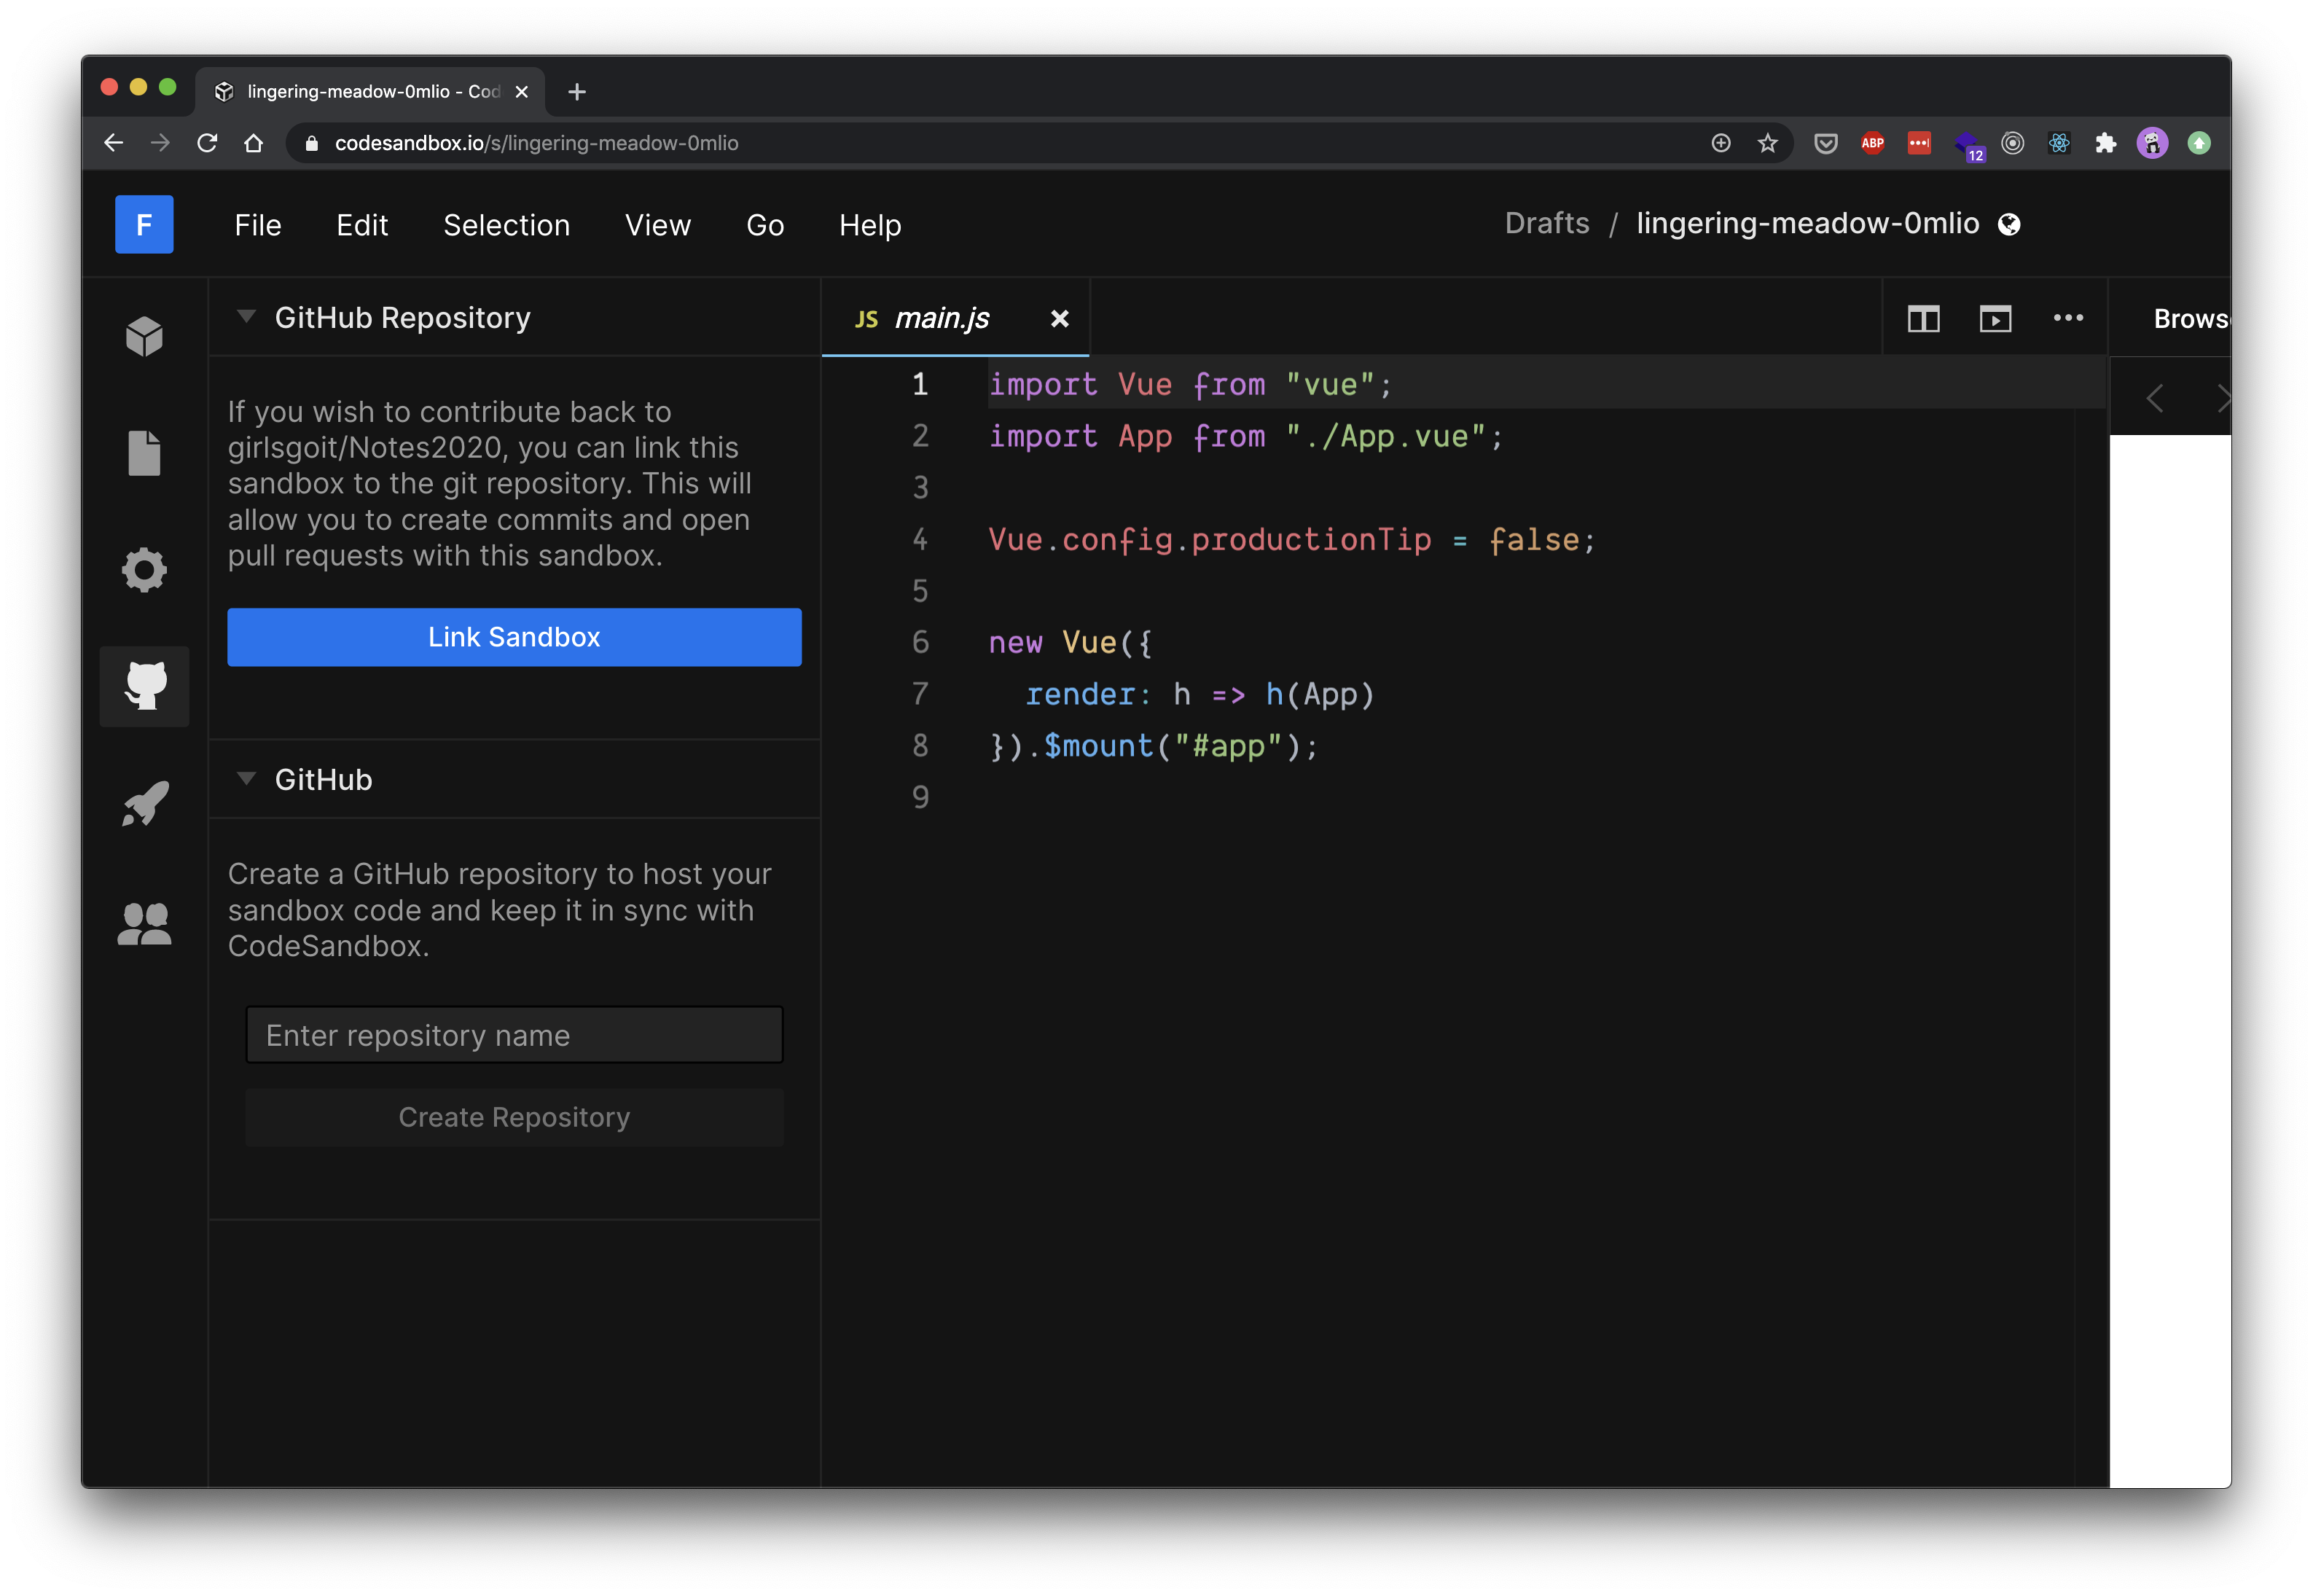 lingering-meadow-0mlio - Cod
codesandbox.io/s/lingering-meadow-0mlio
ABP
12
F File Edit Selection View Go Help
Drafts / lingering-meadow-0mlio
GitHub Repository
If you wish to contribute back to
girlsgoit/Notes2020, you can link this
sandbox to the git repository. This will
allow you to create commits and open
pull requests with this sandbox.
Link Sandbox
GitHub
Create a GitHub repository to host your
sandbox code and keep it in sync with
CodeSandbox.
Enter repository name
Create Repository
JS main.js
1 import Vue from "vue";
2 import App from "./App.vue";
3
4 Vue.config.productionTip = false;
5
6 new Vue({
7   render: h => h(App)
8 }).$mount("#app");
9
Brows